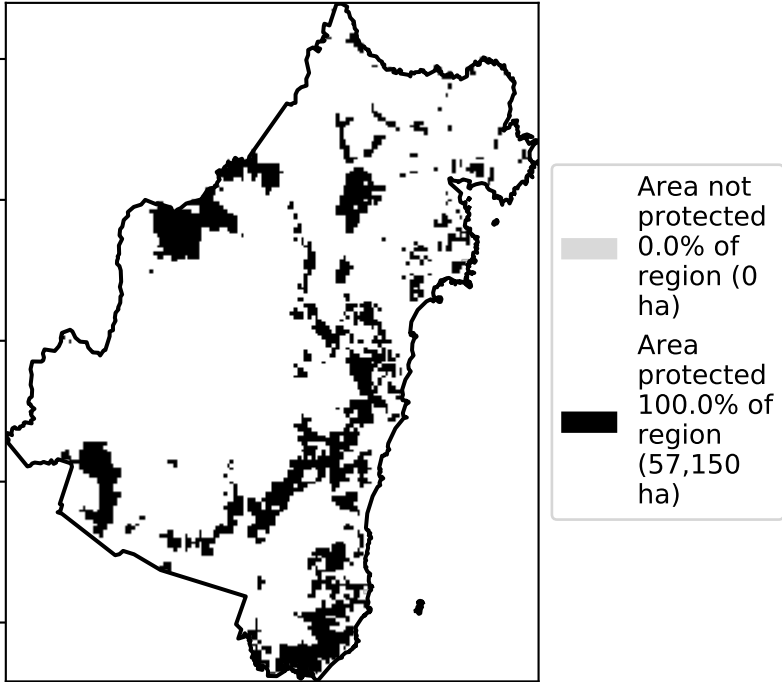 Area not
protected
0.0% of
region (0
ha)
Area
protected
100.0% of
region
(57,150
ha)